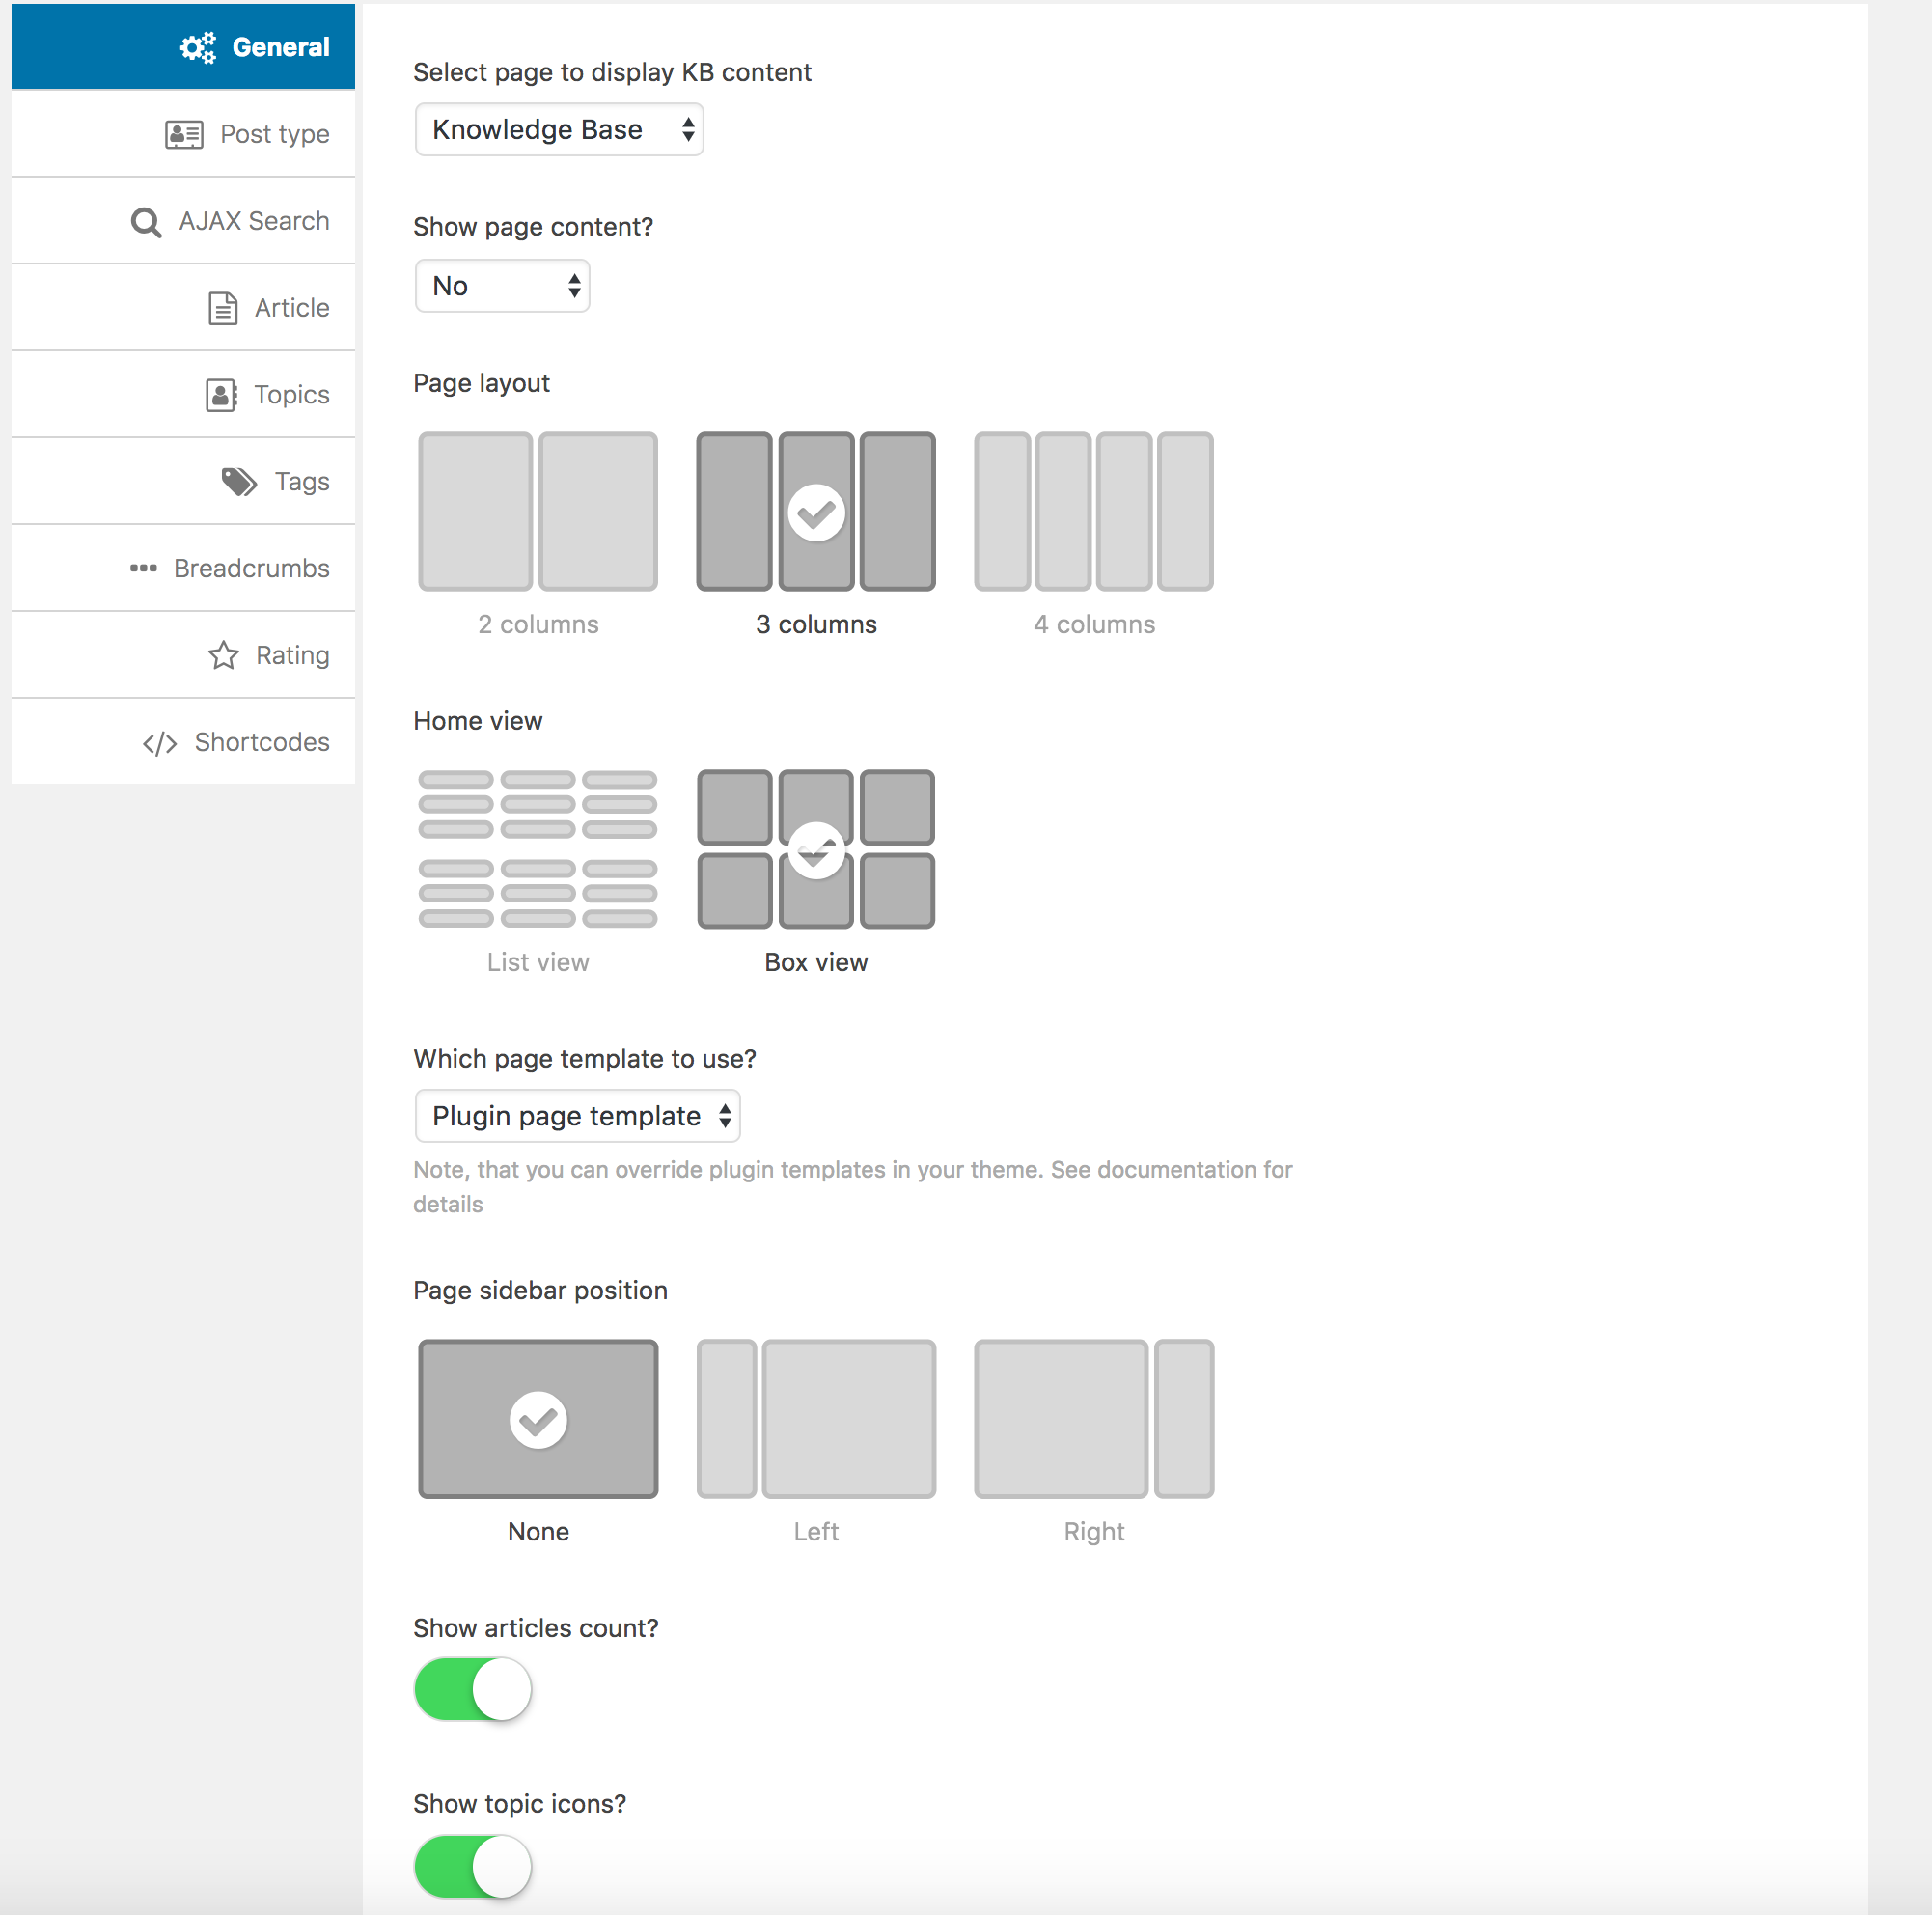 General
Post type
AJAX Search
Article
Topics
Tags
Breadcrumbs
Rating
Shortcodes
Select page to display KB content
Knowledge Base
Show page content?
No
Page layout
2 columns
3 columns
4 columns
Home view
List view
Box view
Which page template to use?
Plugin page template
Note, that you can override plugin templates in your theme. See documentation for
details
Page sidebar position
None
Left
Right
Show articles count?
Show topic icons?